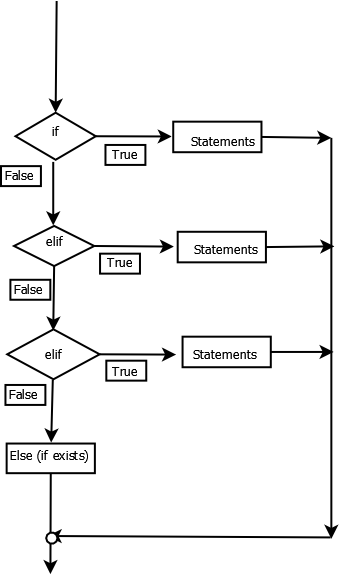 if
Statements
True
False
elif
Statements
True
False
elif
Statements
True
False
Else (if exists)